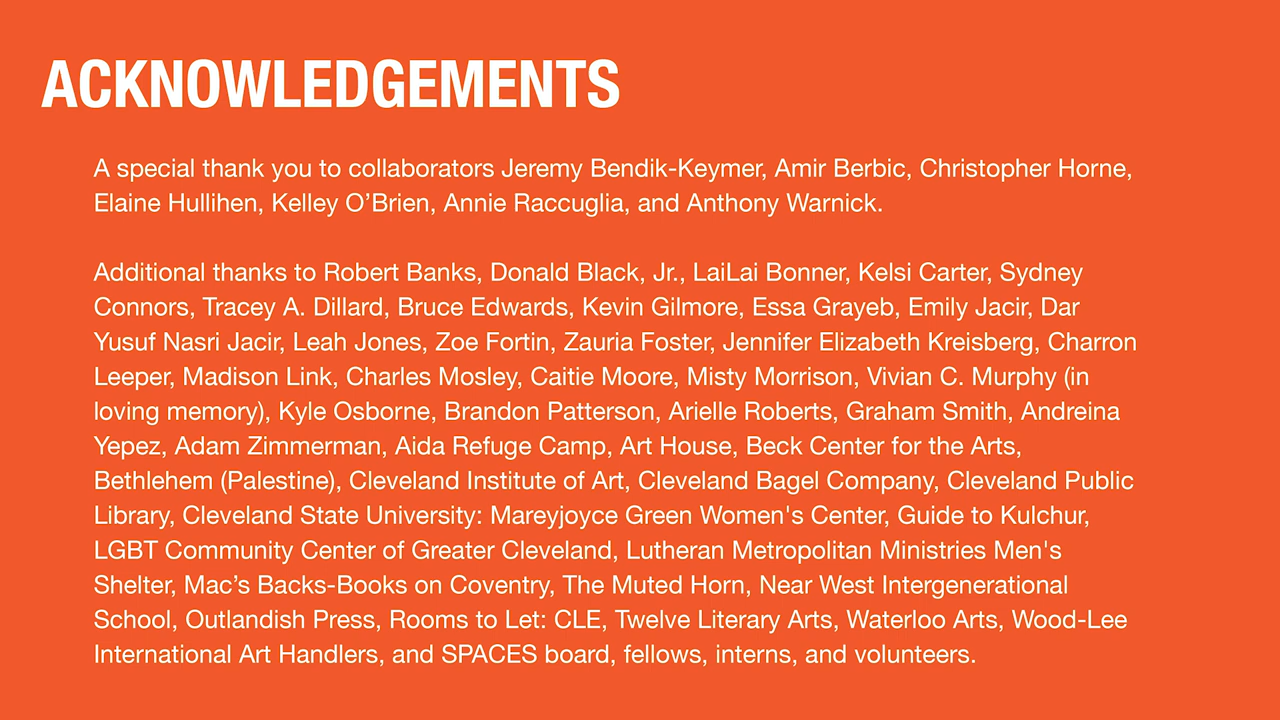 ACKNOWLEDGEMENTS
A special thank you to collaborators Jeremy Bendik-Keymer, Amir Berbic, Christopher Horne,
Elaine Hullihen, Kelley O’Brien, Annie Raccuglia, and Anthony Warnick.
Additional thanks to Robert Banks, Donald Black, Jr., LaiLai Bonner, Kelsi Carter, Sydney
Connors, Tracey A. Dillard, Bruce Edwards, Kevin Gilmore, Essa Grayeb, Emily Jacir, Dar
Yusuf Nasri Jacir, Leah Jones, Zoe Fortin, Zauria Foster, Jennifer Elizabeth Kreisberg, Charron
Leeper, Madison Link, Charles Mosley, Caitie Moore, Misty Morrison, Vivian C. Murphy (in
loving memory), Kyle Osborne, Brandon Patterson, Arielle Roberts, Graham Smith, Andreina
Yepez, Adam Zimmerman, Aida Refuge Camp, Art House, Beck Center for the Arts,
Bethlehem (Palestine), Cleveland Institute of Art, Cleveland Bagel Company, Cleveland Public
Library, Cleveland State University: Mareyjoyce Green Women's Center, Guide to Kulchur,
LGBT Community Center of Greater Cleveland, Lutheran Metropolitan Ministries Men's
Shelter, Mac’s Backs-Books on Coventry, The Muted Horn, Near West Intergenerational
School, Outlandish Press, Rooms to Let: CLE, Twelve Literary Arts, Waterloo Arts, Wood-Lee
International Art Handlers, and SPACES board, fellows, interns, and volunteers.